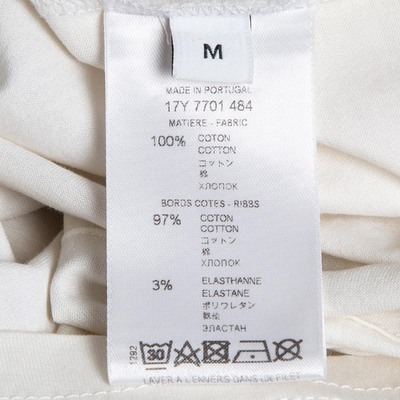 M
MADE IN PORTUGAL
17Y 7701 484
MATIERE - FABRIC
100% COTON
COTTON
コットン
棉
ХЛОПОК
BORDS COTES - RIBBS
97% COTON
COTTON
コットン
棉
ХЛОПОК
3% ELASTHANNE
ELASTANE
ポリウレタン
ЭЛАСТАН
1292
30
LAVER A L'ENVERS DANS UN FILET